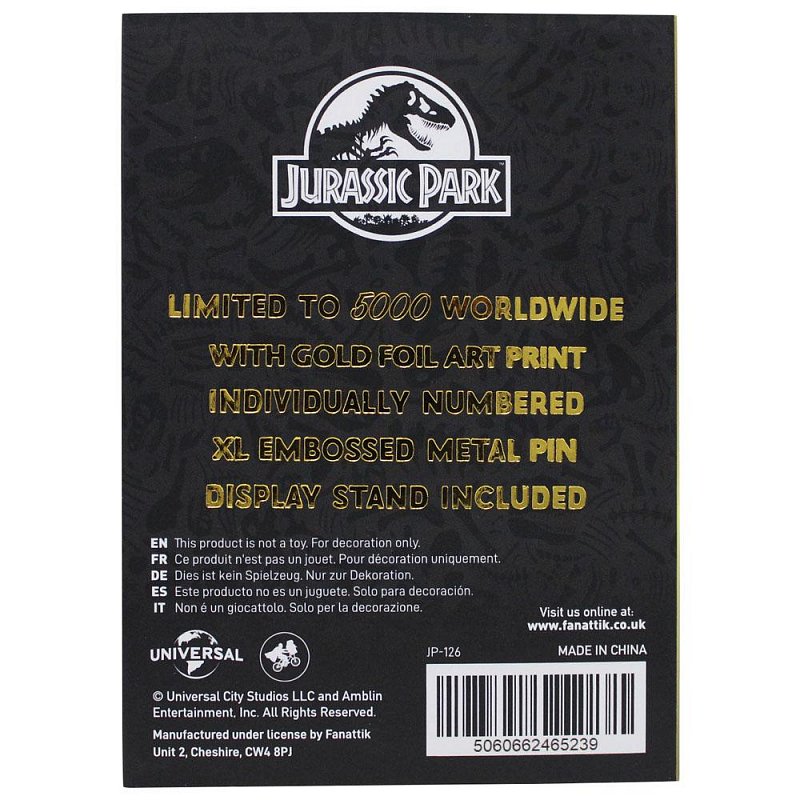 JURASSIC PARK™
LIMITED TO 5000 WORLDWIDE
WITH GOLD FOIL ART PRINT
INDIVIDUALLY NUMBERED
XL EMBOSSED METAL PIN
DISPLAY STAND INCLUDED
EN This product is not a toy. For decoration only.
FR Ce produit n'est pas un jouet. Pour décoration uniquement.
DE Dies ist kein Spielzeug. Nur zur Dekoration.
ES Este producto no es un juguete. Solo para decoración.
IT Non é un giocattolo. Solo per la decorazione.
Visit us online at:
www.fanattik.co.uk
UNIVERSAL
JP-126 MADE IN CHINA
© Universal City Studios LLC and Amblin
Entertainment, Inc. All Rights Reserved.
Manufactured under license by Fanattik
Unit 2, Cheshire, CW4 8PJ
5060662465239